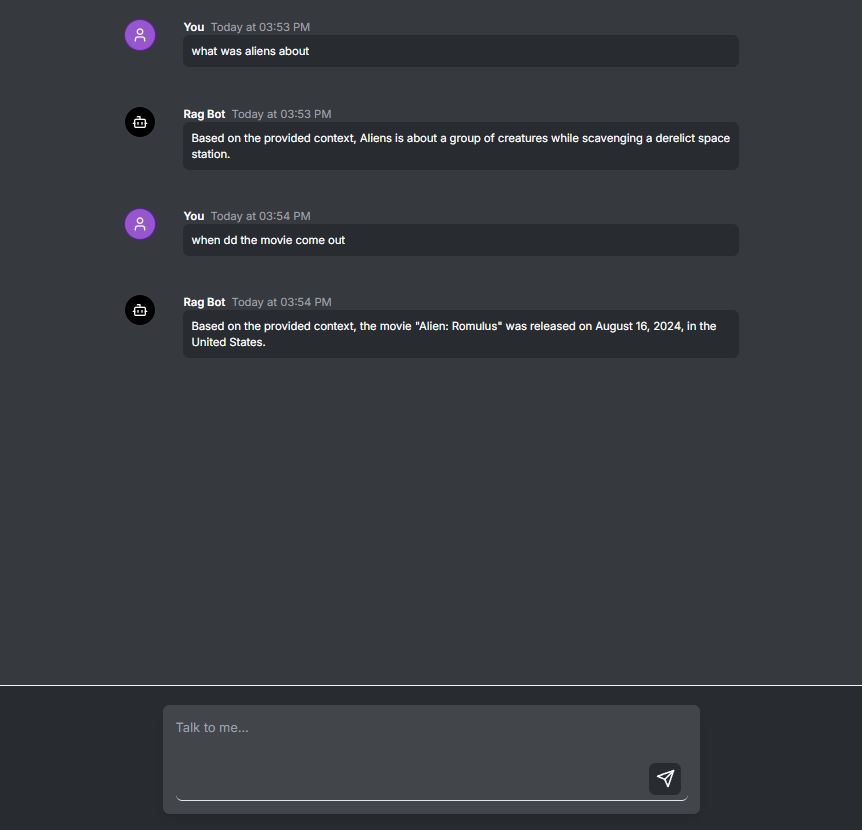 You Today at 03:53 PM
what was aliens about
Rag Bot Today at 03:53 PM
Based on the provided context, Aliens is about a group of creatures while scavenging a derelict space
station.
You Today at 03:54 PM
when dd the movie come out
Rag Bot Today at 03:54 PM
Based on the provided context, the movie "Alien: Romulus" was released on August 16, 2024, in the
United States.
Talk to me...